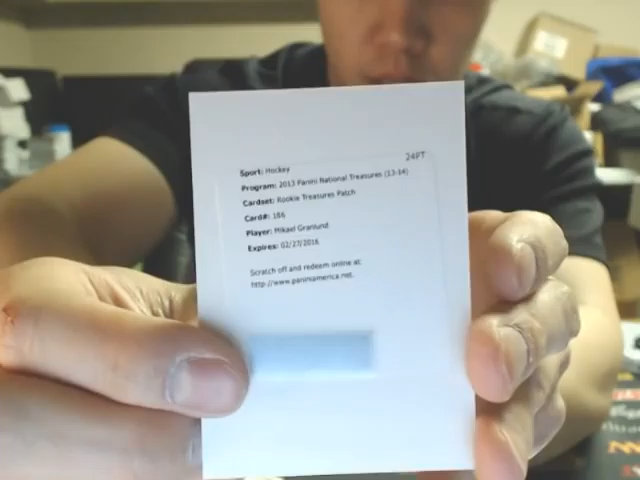 24PT
Sport: Hockey
Program: 2013 Panini National Treasures (13-14)
Cardset: Rookie Treasures Patch
Card#: 186
Player: Mikael Granlund
Expires: 02/27/2016
Scratch off and redeem online at:
http://www.paniniamerica.net.